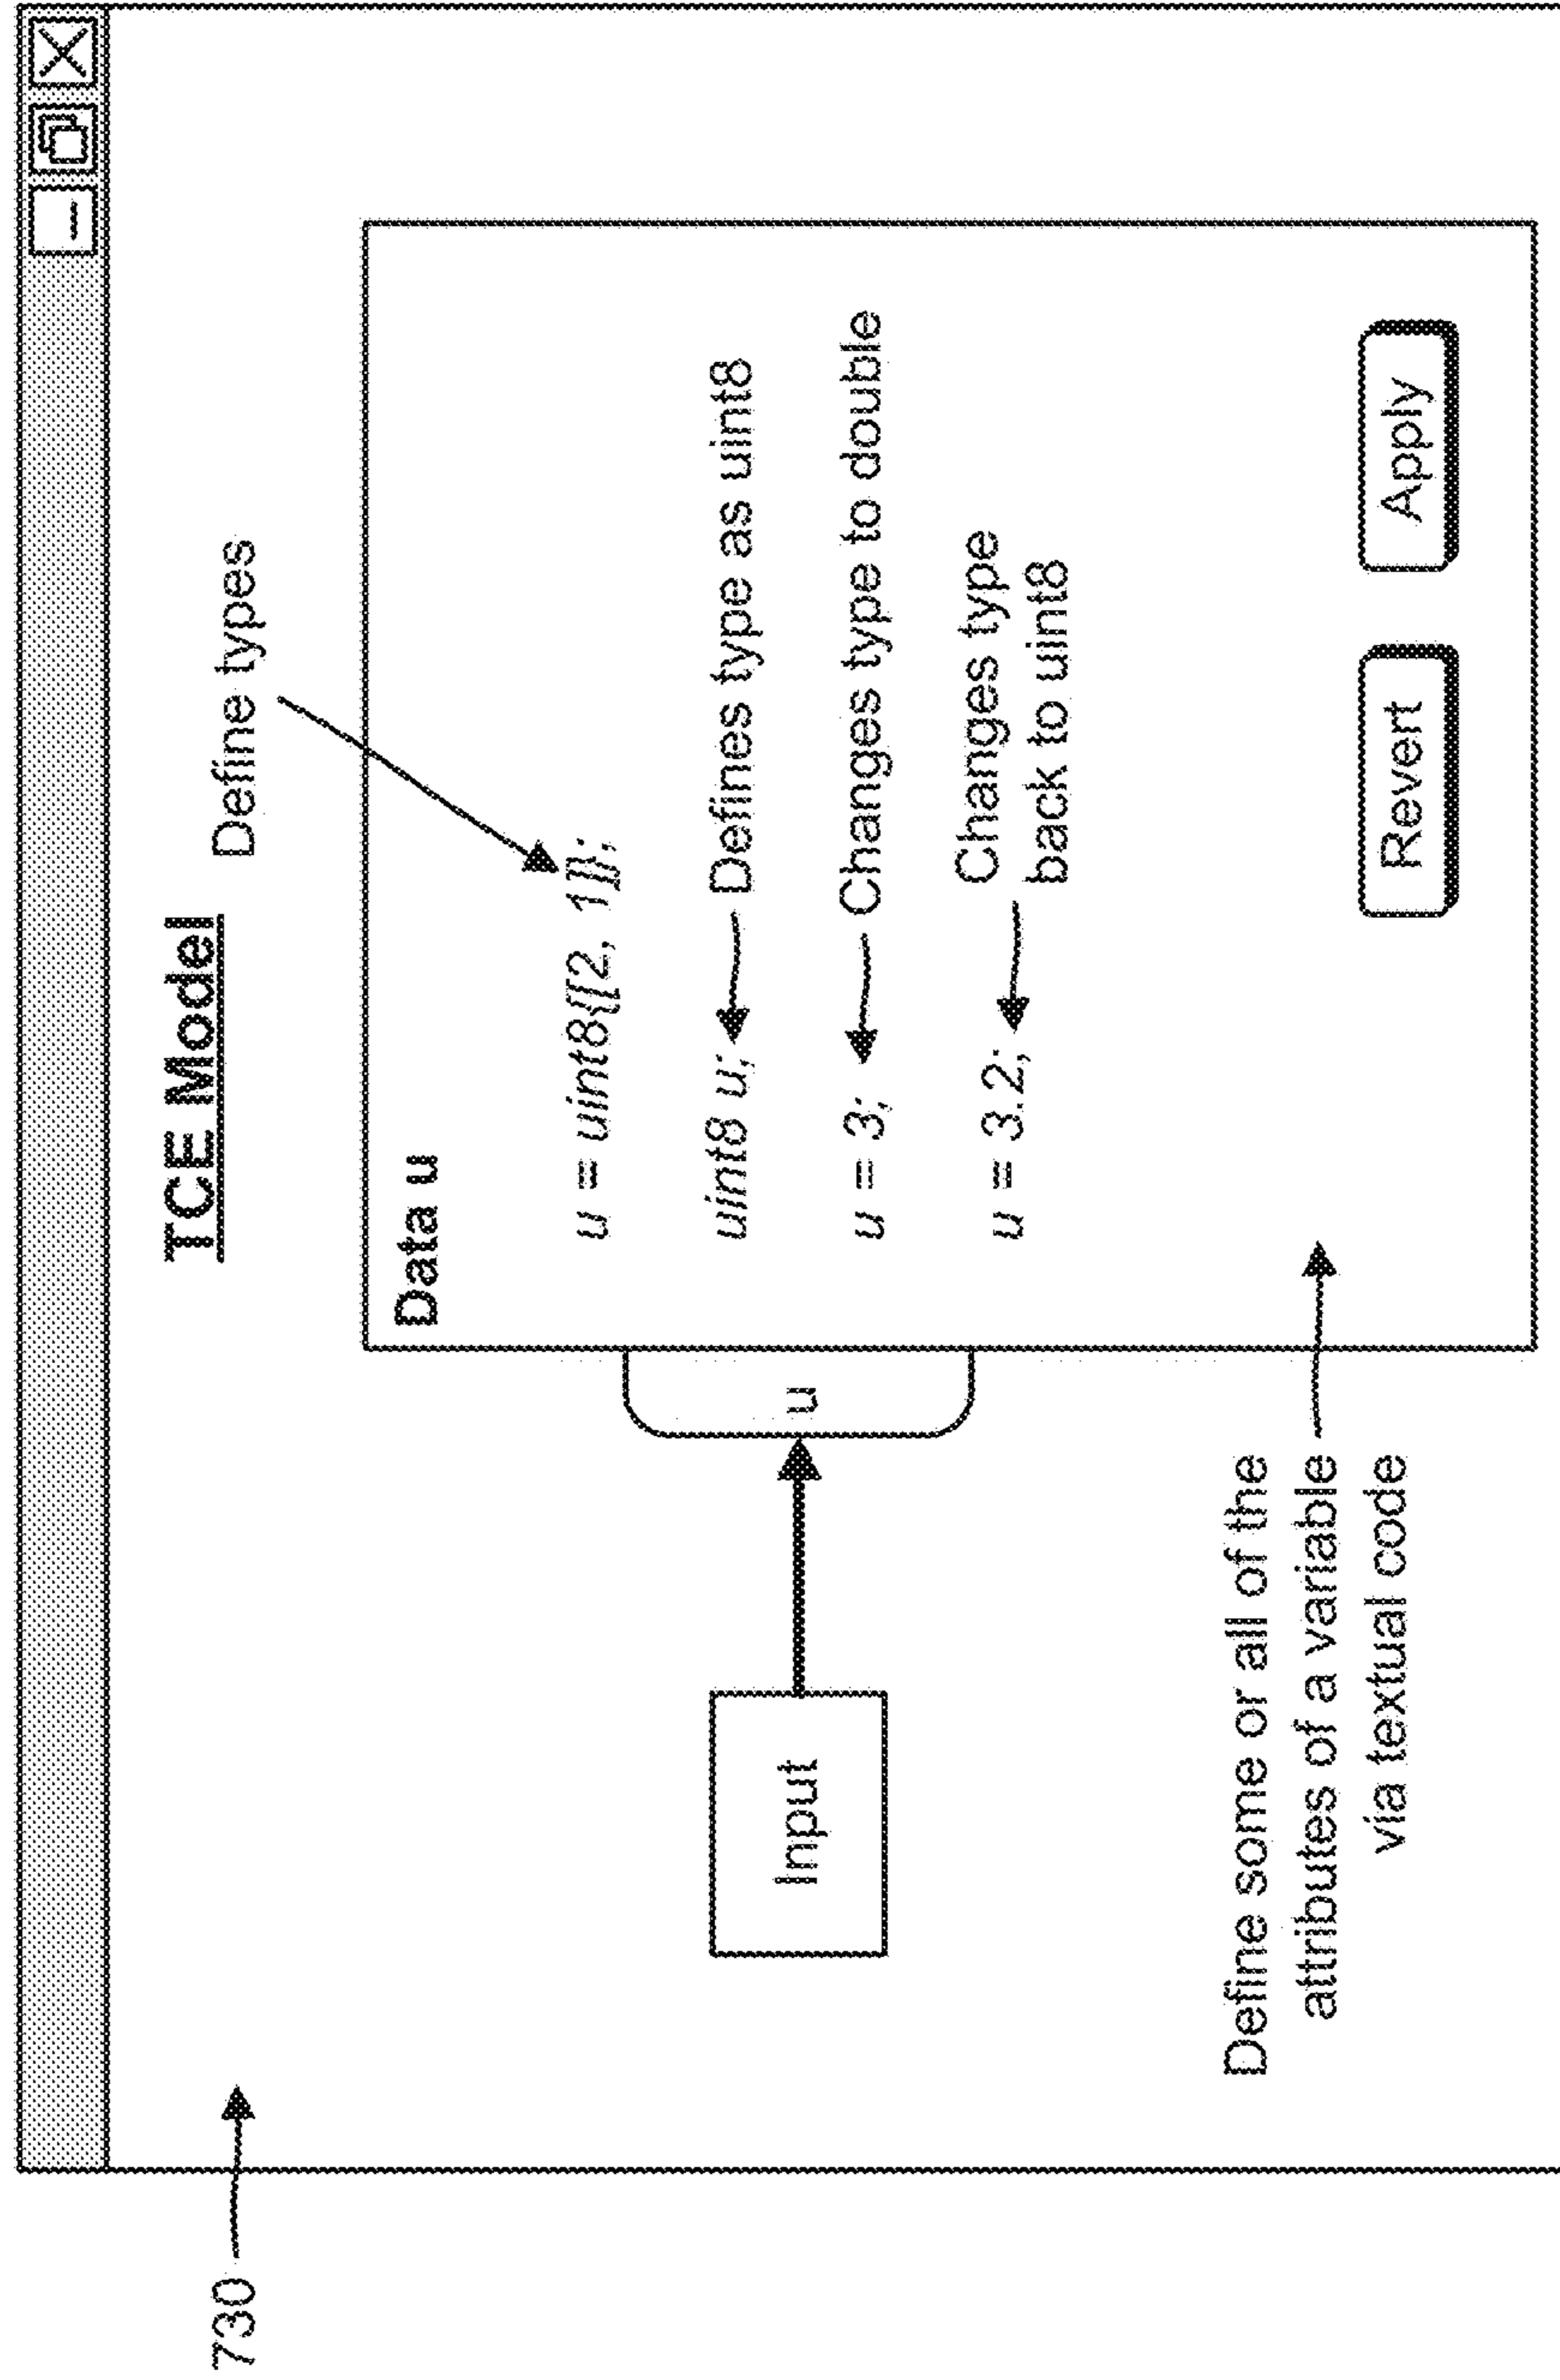 730
TCE Model
Define types
Data u
u = uint8{[2, 1]};
uint8 u;
Defines type as uint8
u = 3;
Changes type to double
u = 3.2;
Changes type
back to uint8
u
Input
Define some or all of the
attributes of a variable
via textual code
Revert
Apply